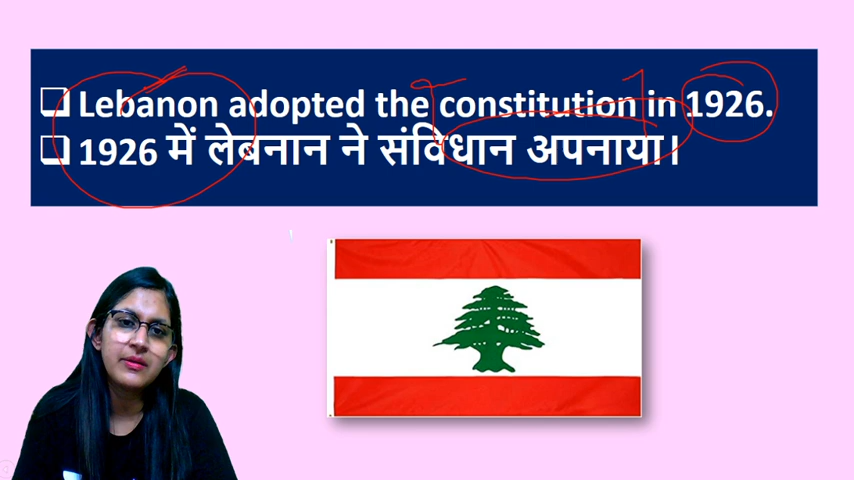 Lebanon adopted the constitution in 1926.
1926 में लेबनान ने संविधान अपनाया।